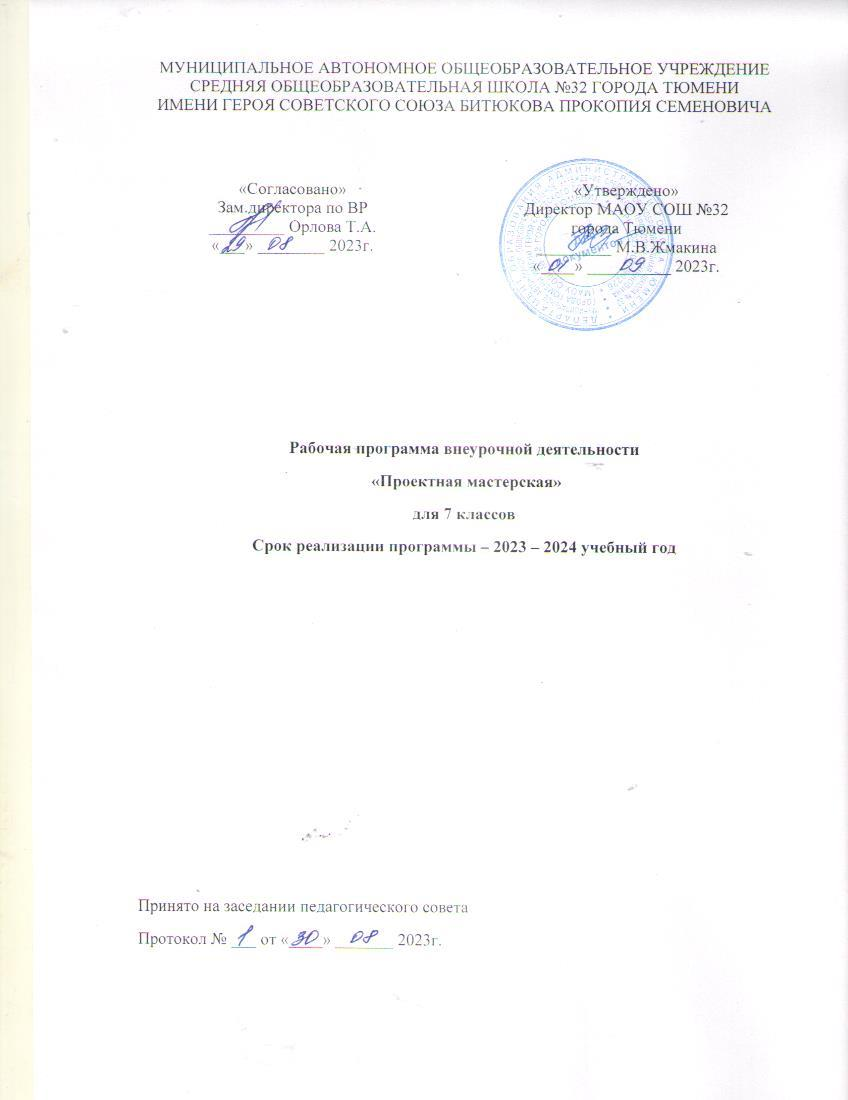 МУНИЦИПАЛЬНОЕ АВТОНОМНОЕ ОБЩЕОБРАЗОВАТЕЛЬНОЕ УЧРЕЖДЕНИЕ
СРЕДНЯЯ ОБЩЕОБРАЗОВАТЕЛЬНАЯ ШКОЛА №32 ГОРОДА ТЮМЕНИ
ИМЕНИ ГЕРОЯ СОВЕТСКОГО СОЮЗА БИТЮКОВА ПРОКОПИЯ СЕМЕНОВИЧА
«Согласовано»
Зам.директора по ВР
Орлова Т.А.
«29» 08 2023г.
«Утверждено»
Директор МАОУ СОШ №32
города Тюмени
М.В.Жмакина
«01» 09 2023г.
Рабочая программа внеурочной деятельности
«Проектная мастерская»
для 7 классов
Срок реализации программы – 2023 – 2024 учебный год
Принято на заседании педагогического совета
Протокол № 1 от «30» 08 2023г.